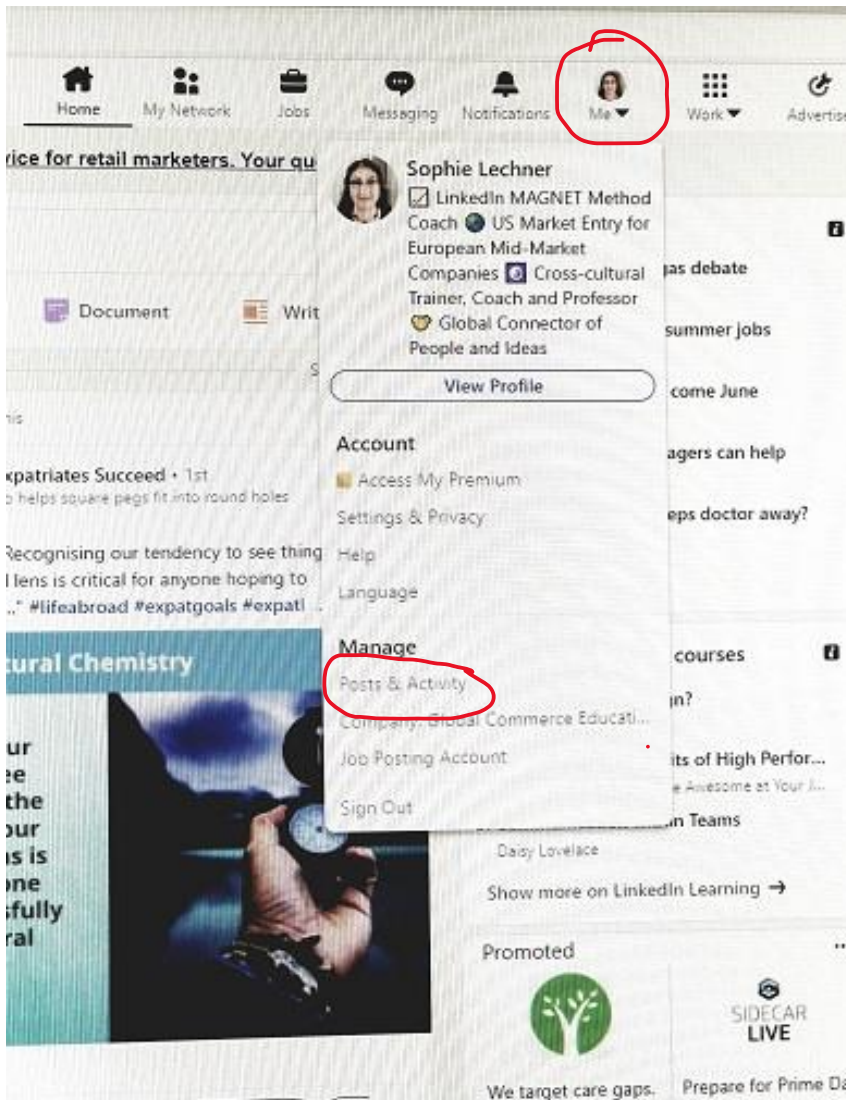 Home
My Network
Jobs
Messaging
Notifications
Me
Work
Advertise
vice for retail marketers. Your qu
Sophie Lechner
LinkedIn MAGNET Method
Coach US Market Entry for
European Mid-Market
Companies Cross-cultural
Trainer, Coach and Professor
Global Connector of
People and Ideas
View Profile
Account
Access My Premium
Settings & Privacy
Help
Language
Manage
Posts & Activity
Company: Global Commerce Educati...
Job Posting Account
Sign Out
Document
Writ
S
his
xpatriates Succeed • 1st
o helps square pegs fit into round holes
Recognising our tendency to see thing
l lens is critical for anyone hoping to
..." #lifeabroad #expatgoals #expatl ...
tural Chemistry
ur
ee
the
our
ns is
one
sfully
ral
gas debate
summer jobs
come June
agers can help
eps doctor away?
courses
gn?
its of High Perfor...
e Awesome at Your J...
in Teams
Daisy Lovelace
Show more on LinkedIn Learning →
Promoted
SIDECAR
LIVE
We target care gaps.
Prepare for Prime Da